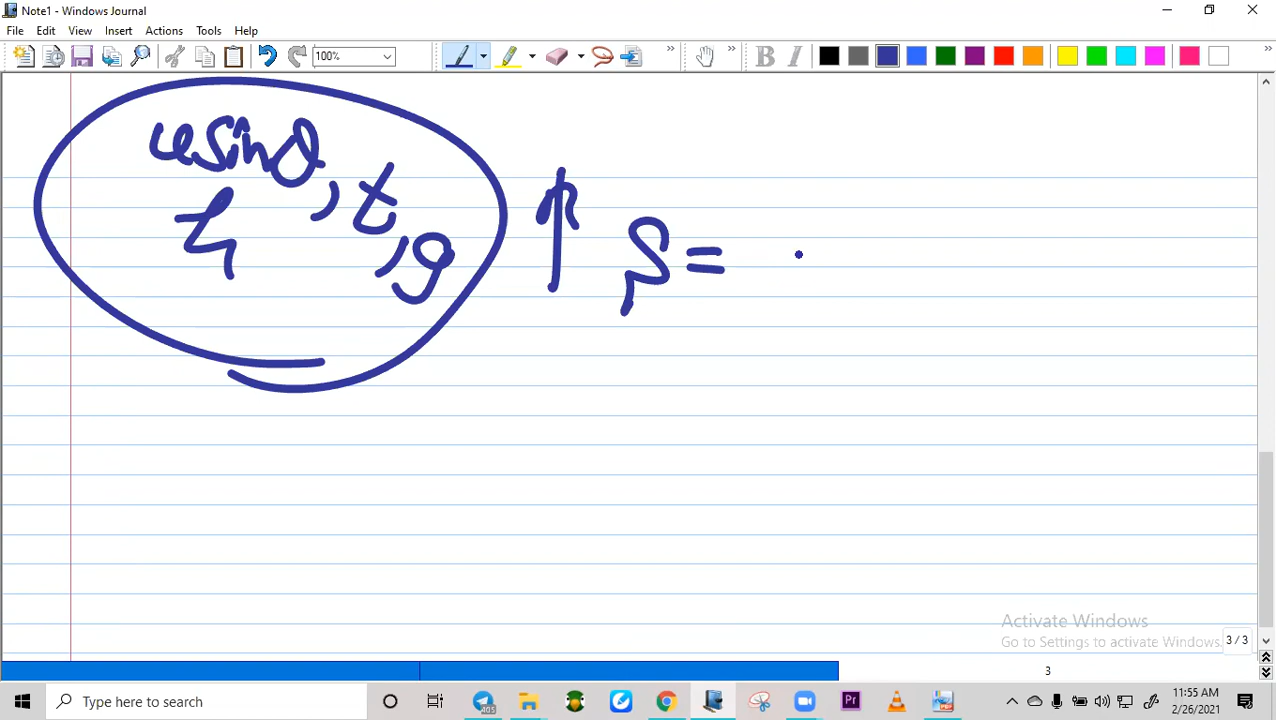 Note1 - Windows Journal
File Edit View Insert Actions Tools Help
100%
usinθ, t, g
h
↑ S =
Activate Windows
Go to Settings to activate Windows.
3 / 3
3
Type here to search
405
11:55 AM
2/26/2021